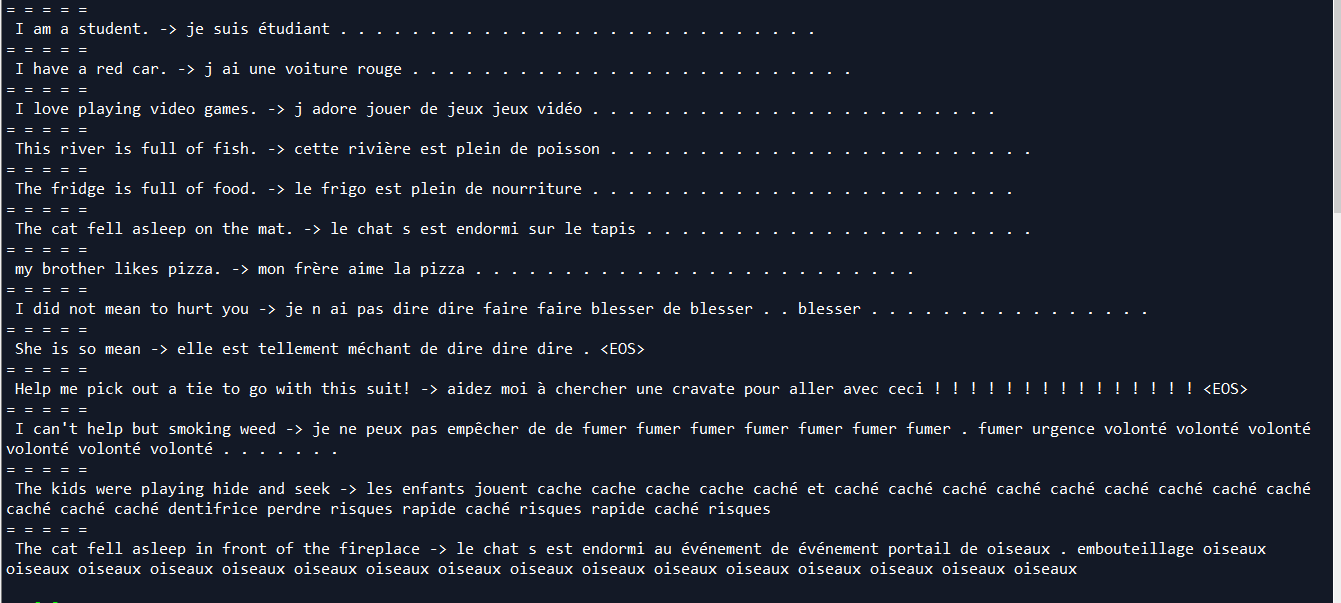 = = = = =
I am a student. -> je suis étudiant . . . . . . . . . . . . . . . . . . . . . . . . . . .
= = = = =
I have a red car. -> j ai une voiture rouge . . . . . . . . . . . . . . . . . . . . . . . . .
= = = = =
I love playing video games. -> j adore jouer de jeux jeux vidéo . . . . . . . . . . . . . . . . . . . . . . .
= = = = =
This river is full of fish. -> cette rivière est plein de poisson . . . . . . . . . . . . . . . . . . . . . . . .
= = = = =
The fridge is full of food. -> le frigo est plein de nourriture . . . . . . . . . . . . . . . . . . . . . . . .
= = = = =
The cat fell asleep on the mat. -> le chat s est endormi sur le tapis . . . . . . . . . . . . . . . . . . . . . .
= = = = =
my brother likes pizza. -> mon frère aime la pizza . . . . . . . . . . . . . . . . . . . . . . . . .
= = = = =
I did not mean to hurt you -> je n ai pas dire dire faire faire blesser de blesser . . blesser . . . . . . . . . . . . . . . .
= = = = =
She is so mean -> elle est tellement méchant de dire dire dire . <EOS>
= = = = =
Help me pick out a tie to go with this suit! -> aidez moi à chercher une cravate pour aller avec ceci ! ! ! ! ! ! ! ! ! ! ! ! ! ! ! <EOS>
= = = = =
I can't help but smoking weed -> je ne peux pas empêcher de de fumer fumer fumer fumer fumer fumer fumer . fumer urgence volonté volonté volonté
volonté volonté volonté . . . . . . .
= = = = =
The kids were playing hide and seek -> les enfants jouent cache cache cache cache caché et caché caché caché caché caché caché caché caché caché
caché caché caché dentifrice perdre risques rapide caché risques rapide caché risques
= = = = =
The cat fell asleep in front of the fireplace -> le chat s est endormi au événement de événement portail de oiseaux . embouteillage oiseaux
oiseaux oiseaux oiseaux oiseaux oiseaux oiseaux oiseaux oiseaux oiseaux oiseaux oiseaux oiseaux oiseaux oiseaux oiseaux